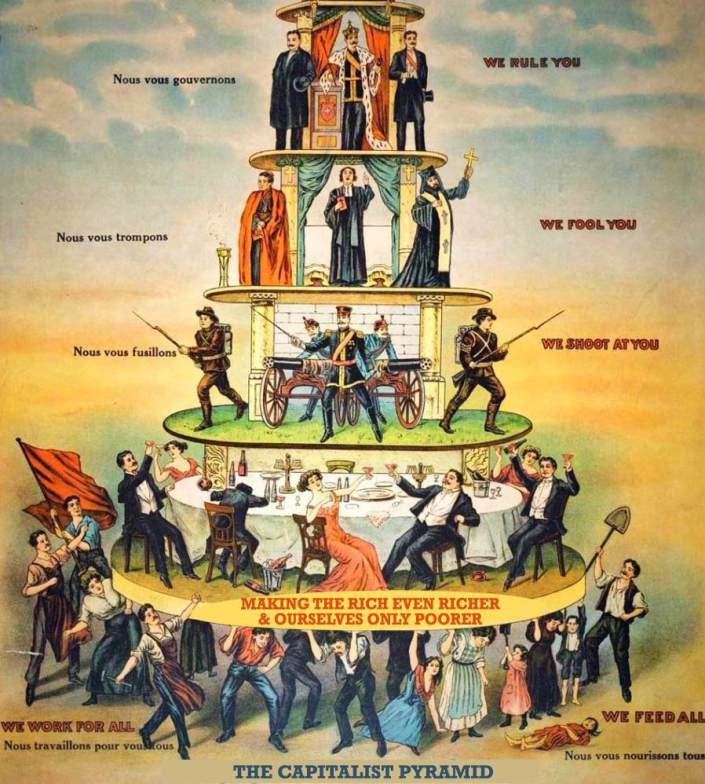 Nous vous gouvernons
WE RULE YOU
Nous vous trompons
WE FOOL YOU
Nous vous fusillons
WE SHOOT AT YOU
MAKING THE RICH EVEN RICHER
& OURSELVES ONLY POORER
WE WORK FOR ALL
Nous travaillons pour vous tous
WE FEED ALL
Nous vous nourissons tous
THE CAPITALIST PYRAMID